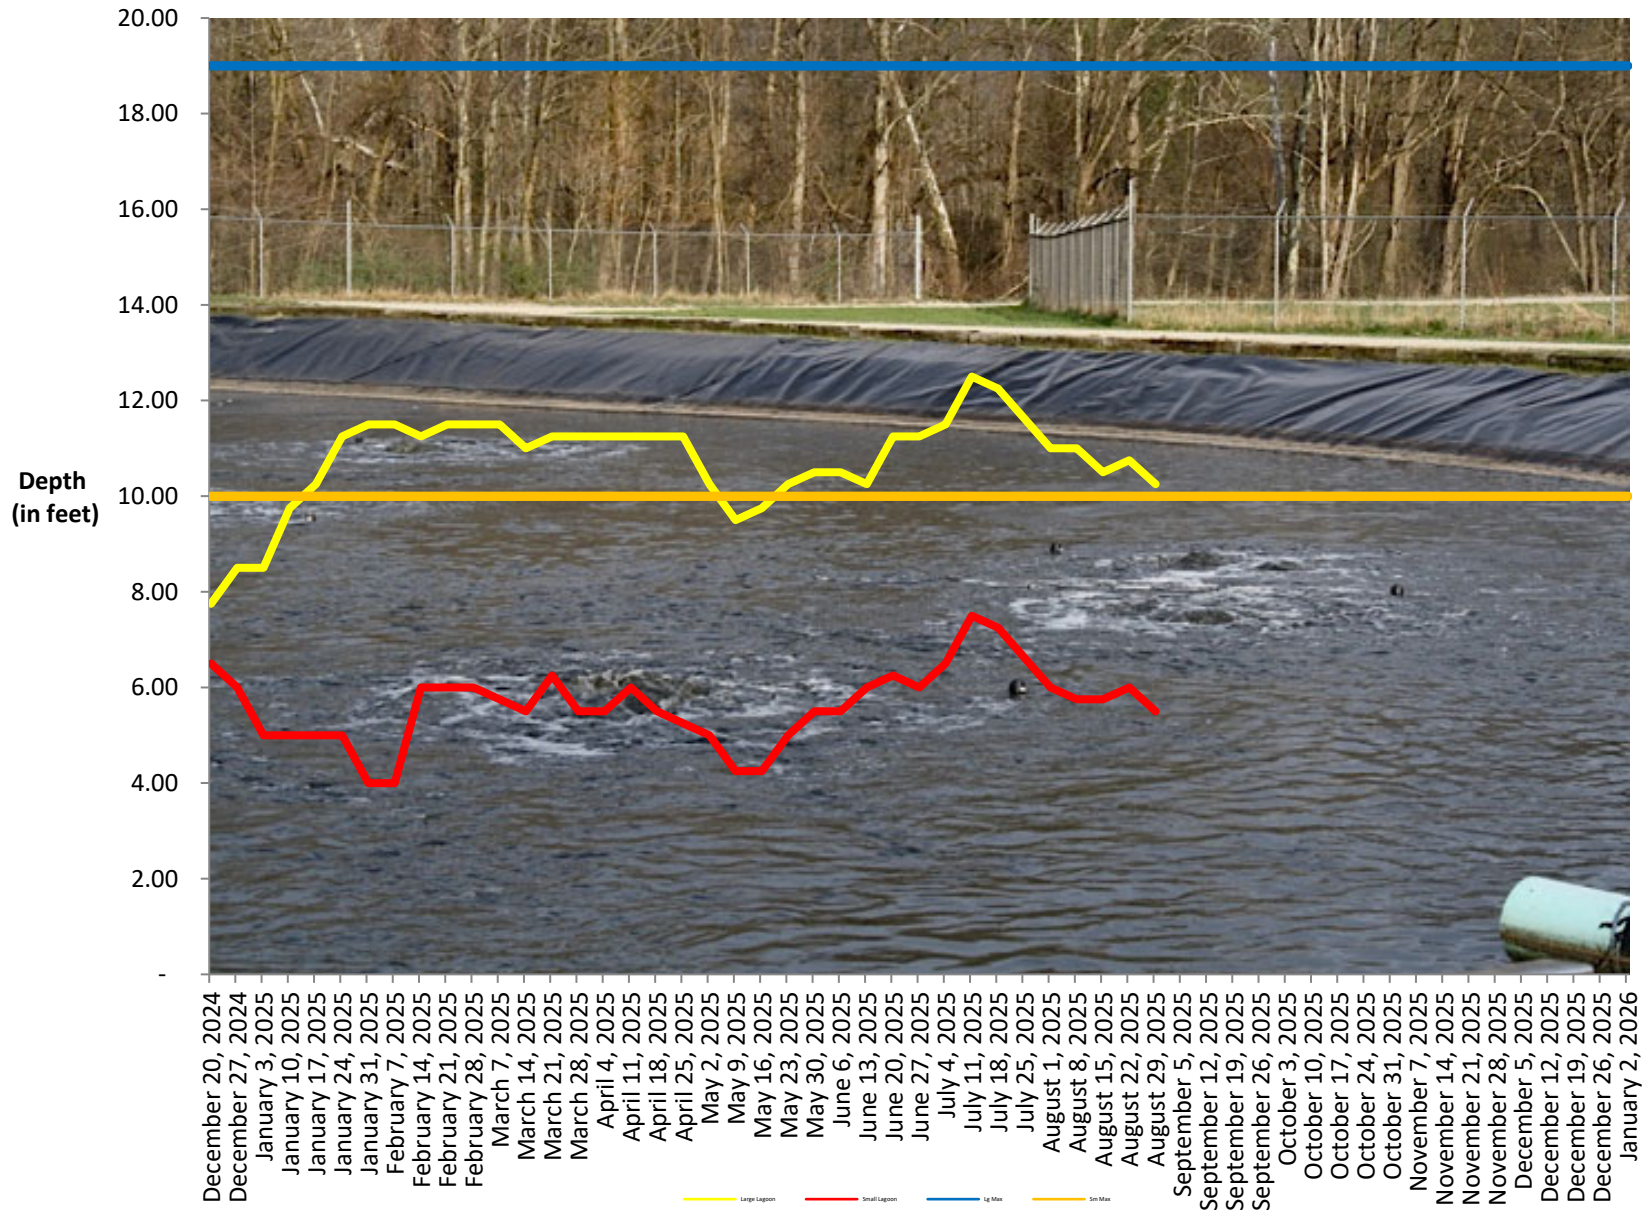 20.00
18.00
16.00
14.00
12.00
10.00
8.00
6.00
4.00
2.00
-
Depth
(in feet)
December 20, 2024
December 27, 2024
January 3, 2025
January 10, 2025
January 17, 2025
January 24, 2025
January 31, 2025
February 7, 2025
February 14, 2025
February 21, 2025
February 28, 2025
March 7, 2025
March 14, 2025
March 21, 2025
March 28, 2025
April 4, 2025
April 11, 2025
April 18, 2025
April 25, 2025
May 2, 2025
May 9, 2025
May 16, 2025
May 23, 2025
May 30, 2025
June 6, 2025
June 13, 2025
June 20, 2025
June 27, 2025
July 4, 2025
July 11, 2025
July 18, 2025
July 25, 2025
August 1, 2025
August 8, 2025
August 15, 2025
August 22, 2025
August 29, 2025
September 5, 2025
September 12, 2025
September 19, 2025
September 26, 2025
October 3, 2025
October 10, 2025
October 17, 2025
October 24, 2025
October 31, 2025
November 7, 2025
November 14, 2025
November 21, 2025
November 28, 2025
December 5, 2025
December 12, 2025
December 19, 2025
December 26, 2025
January 2, 2026
Large Lagoon
Small Lagoon
Lg Max
Sm Max